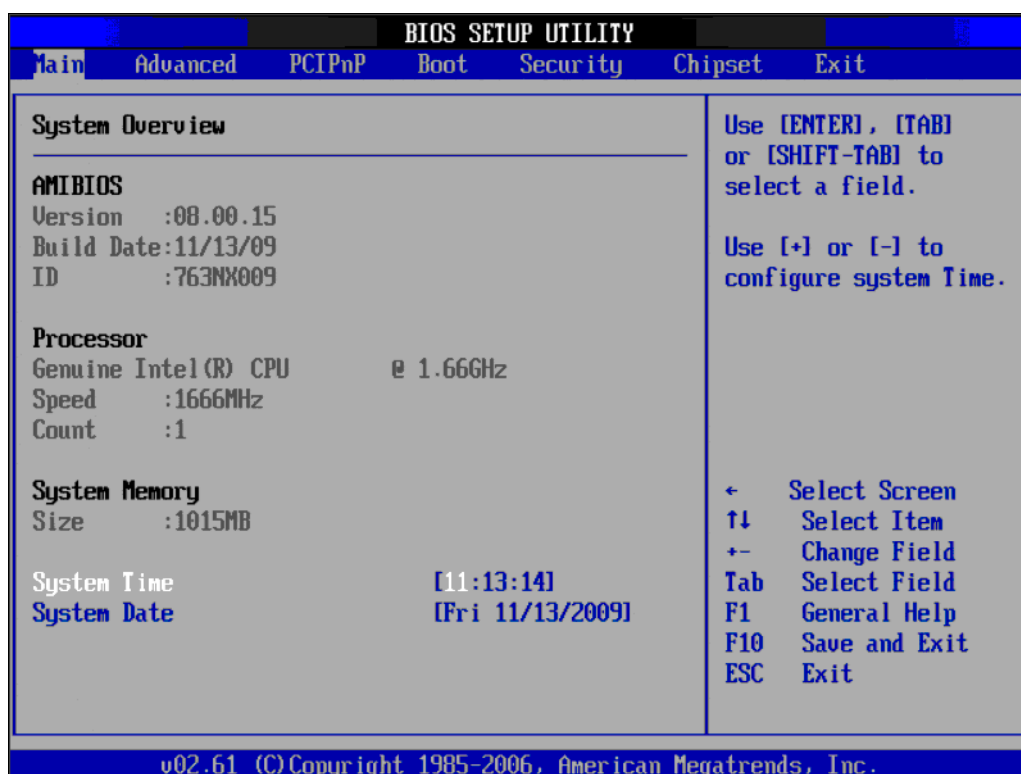 BIOS SETUP UTILITY
Main Advanced PCIPnP Boot Security Chipset Exit
System Overview
AMIBIOS
Version :08.00.15
Build Date:11/13/09
ID :763NX009
Processor
Genuine Intel(R) CPU @ 1.66GHz
Speed :1666MHz
Count :1
System Memory
Size :1015MB
System Time [11:13:14]
System Date [Fri 11/13/2009]
Use [ENTER], [TAB]
or [SHIFT-TAB] to
select a field.
Use [+] or [-] to
configure system Time.
← Select Screen
↑↓ Select Item
+- Change Field
Tab Select Field
F1 General Help
F10 Save and Exit
ESC Exit
v02.61 (C)Copyright 1985-2006, American Megatrends, Inc.